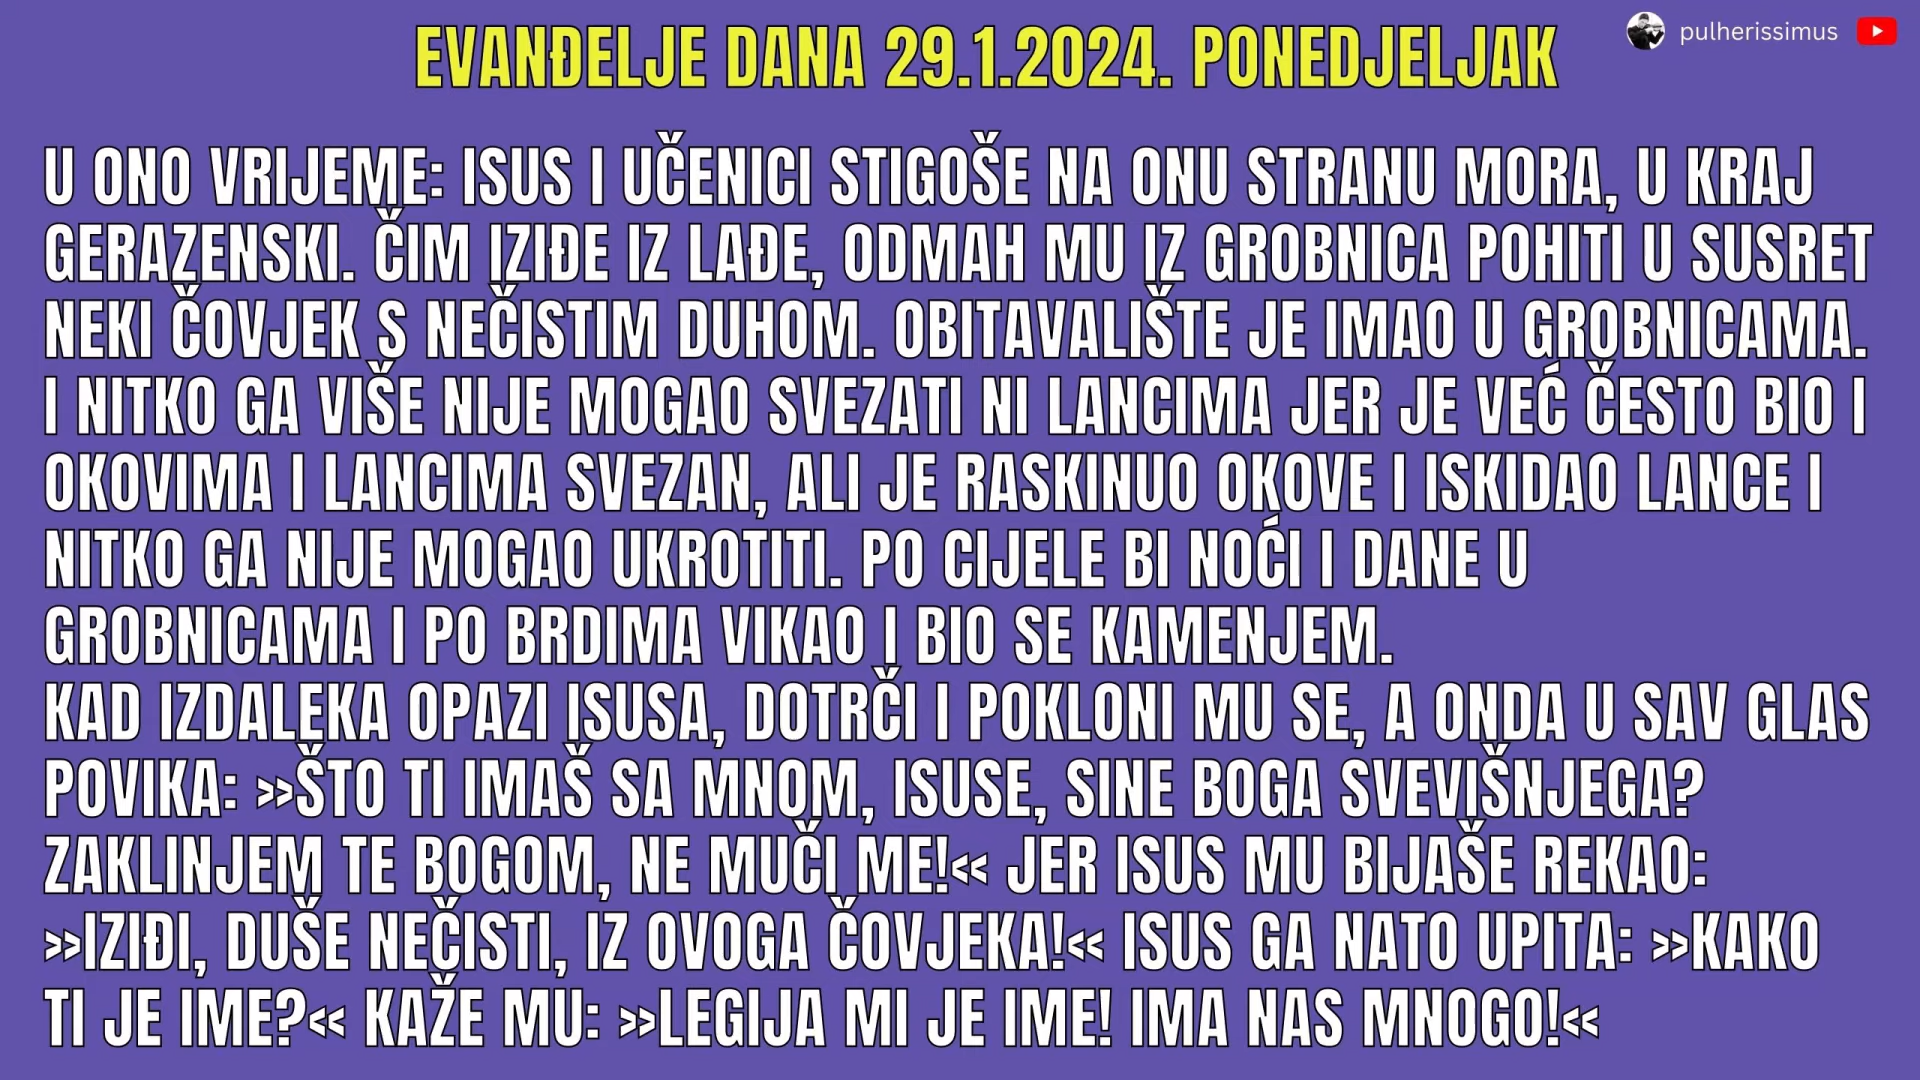 EVANĐELJE DANA 29.1.2024. PONEDJELJAK
pulherissimus
U ONO VRIJEME: ISUS I UČENICI STIGOŠE NA ONU STRANU MORA, U KRAJ
GERAZENSKI. ČIM IZIĐE IZ LAĐE, ODMAH MU IZ GROBNICA POHITI U SUSRET
NEKI ČOVJEK S NEČISTIM DUHOM. OBITAVALIŠTE JE IMAO U GROBNICAMA.
I NITKO GA VIŠE NIJE MOGAO SVEZATI NI LANCIMA JER JE VEĆ ČESTO BIO I
OKOVIMA I LANCIMA SVEZAN, ALI JE RASKINUO OKOVE I ISKIDAO LANCE I
NITKO GA NIJE MOGAO UKROTITI. PO CIJELE BI NOĆI I DANE U
GROBNICAMA I PO BRDIMA VIKAO I BIO SE KAMENJEM.
KAD IZDALEKA OPAZI ISUSA, DOTRČI I POKLONI MU SE, A ONDA U SAV GLAS
POVIKA: »ŠTO TI IMAŠ SA MNOM, ISUSE, SINE BOGA SVEVIŠNJEGA?
ZAKLINJEM TE BOGOM, NE MUČI ME!« JER ISUS MU BIJAŠE REKAO:
»IZIĐI, DUŠE NEČISTI, IZ OVOGA ČOVJEKA!« ISUS GA NATO UPITA: »KAKO
TI JE IME?« KAŽE MU: »LEGIJA MI JE IME! IMA NAS MNOGO!«